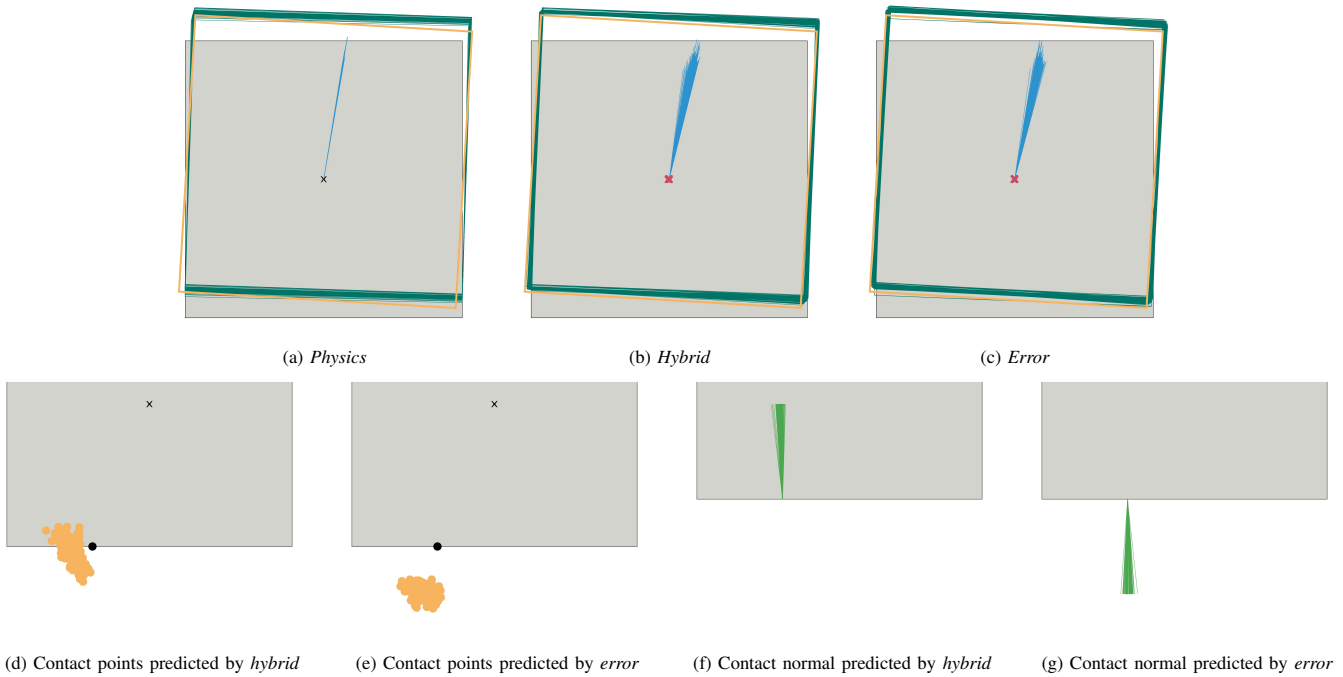 (a) Physics
(b) Hybrid
(c) Error
(d) Contact points predicted by hybrid
(e) Contact points predicted by error
(f) Contact normal predicted by hybrid
(g) Contact normal predicted by error